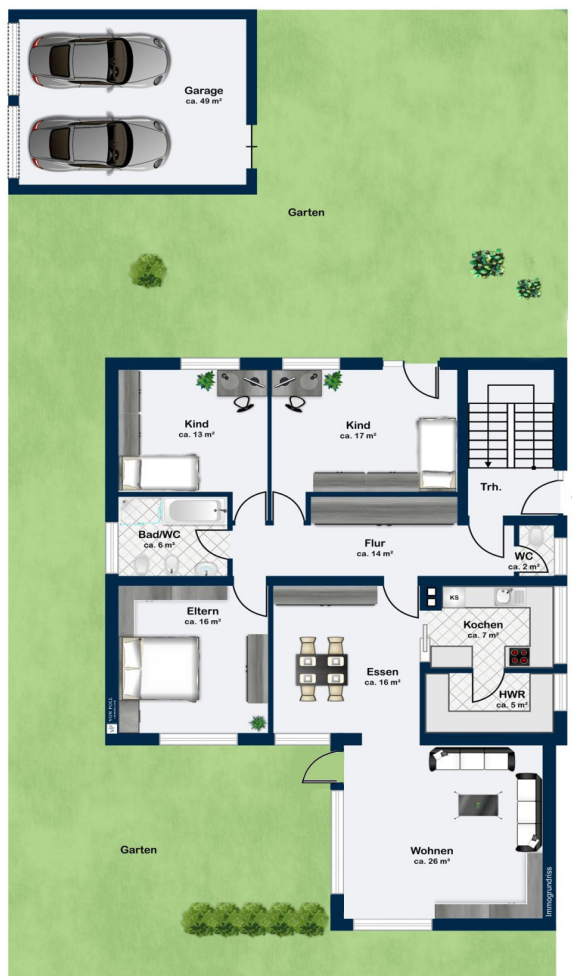 Garage
ca. 49 m²
Garten
Kind
ca. 13 m²
Kind
ca. 17 m²
Trh.
Bad/WC
ca. 6 m²
Flur
ca. 14 m²
WC
ca. 2 m²
Eltern
ca. 16 m²
KS
Kochen
ca. 7 m²
Essen
ca. 16 m²
HWR
ca. 5 m²
VON POLL
Garten
Wohnen
ca. 26 m²
Immogrundriss